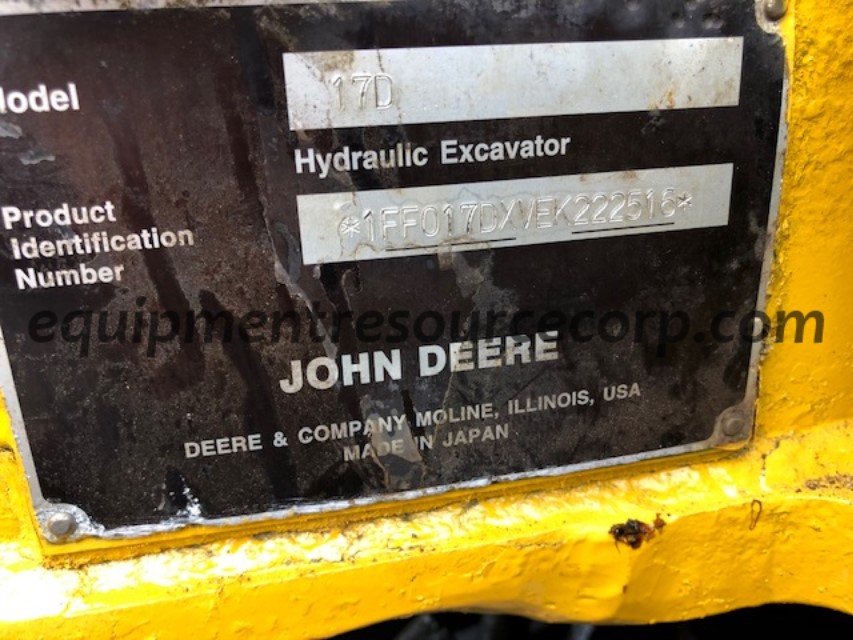 Model
17D
Hydraulic Excavator
Product
Identification
Number
*1FF017DXVEK222516*
equipmentresourcecorp.com
JOHN DEERE
DEERE & COMPANY MOLINE, ILLINOIS, USA
MADE IN JAPAN